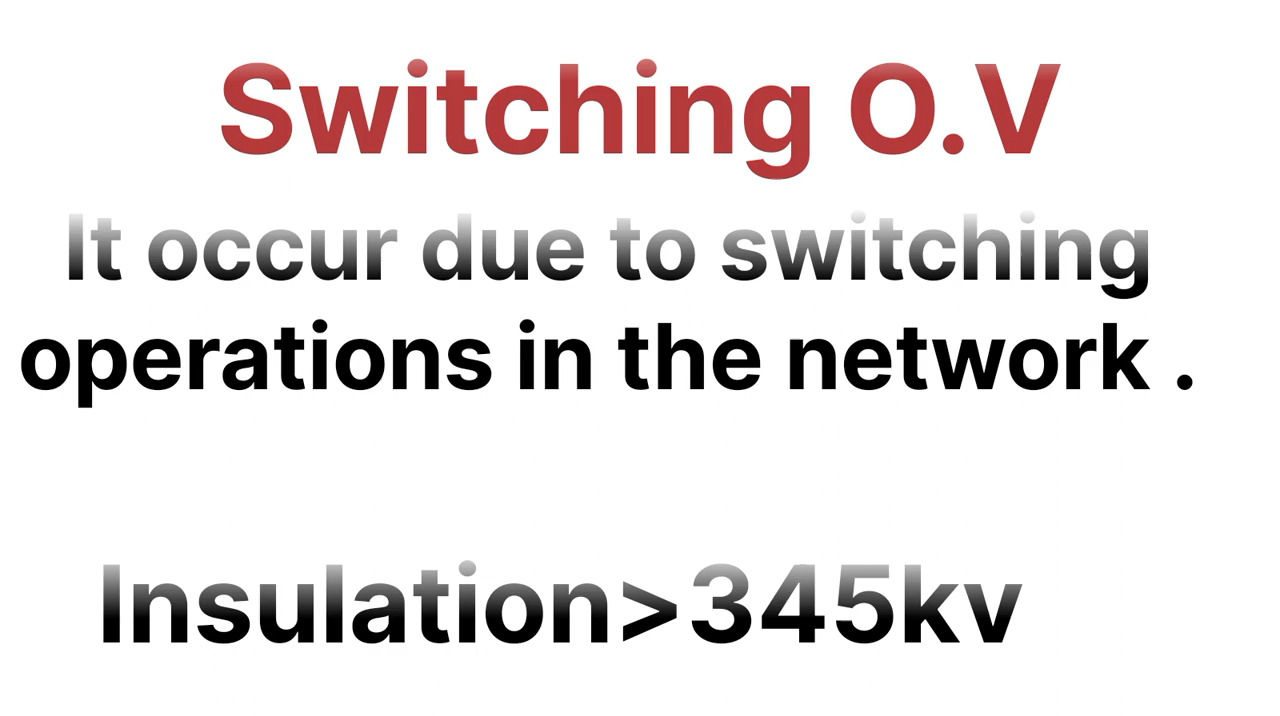 Switching O.V
It occur due to switching
operations in the network .
Insulation>345kv